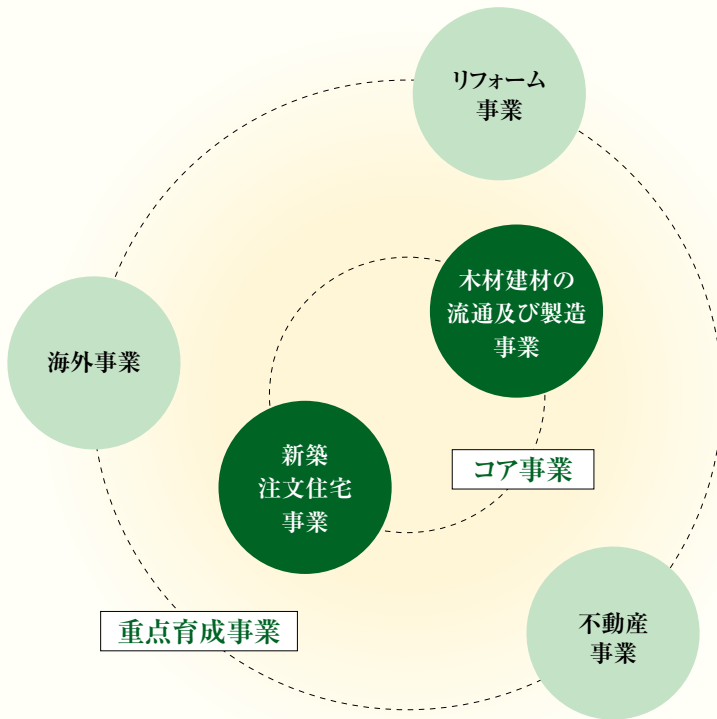 リフォーム
事業
木材建材の
流通及び製造
事業
海外事業
新築
注文住宅
事業
コア事業
重点育成事業
不動産
事業